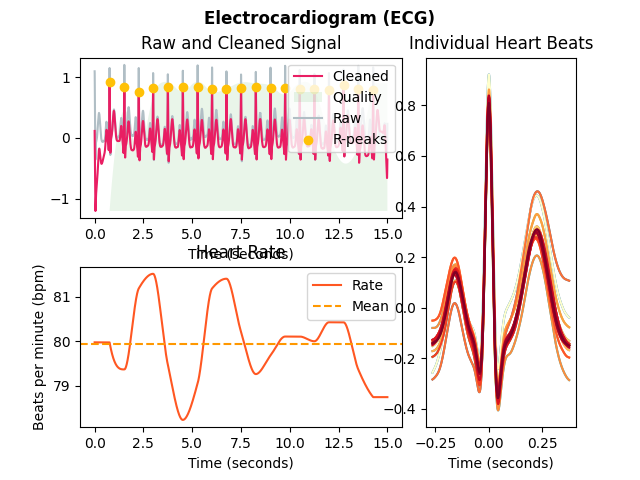 Electrocardiogram (ECG)
Raw and Cleaned Signal
Individual Heart Beats
1
0
−1
Cleaned
Quality
Raw
R-peaks
0.0 2.5 5.0 7.5 10.0 12.5 15.0
Time (seconds)
Heart Rate
Beats per minute (bpm)
81
80
79
Rate
Mean
0.0 2.5 5.0 7.5 10.0 12.5 15.0
Time (seconds)
0.8
0.6
0.4
0.2
0.0
−0.2
−0.4
−0.25 0.00 0.25
Time (seconds)